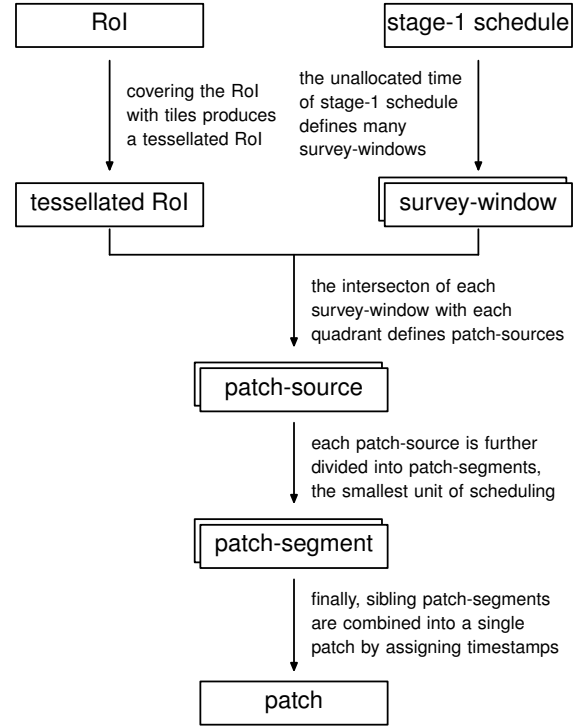 RoI
stage-1 schedule
covering the RoI
with tiles produces
a tessellated RoI
the unallocated time
of stage-1 schedule
defines many
survey-windows
tessellated RoI
survey-window
the intersecton of each
survey-window with each
quadrant defines patch-sources
patch-source
each patch-source is further
divided into patch-segments,
the smallest unit of scheduling
patch-segment
finally, sibling patch-segments
are combined into a single
patch by assigning timestamps
patch